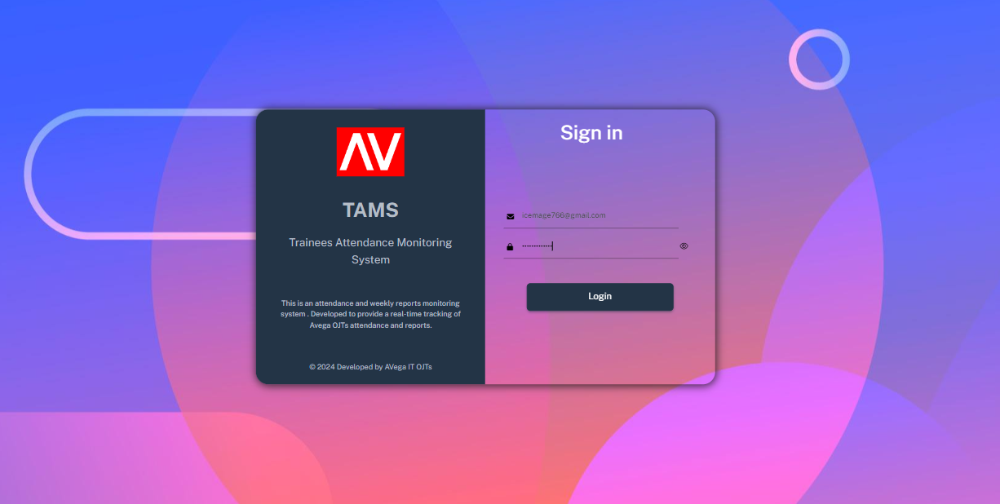 AV
TAMS
Trainees Attendance Monitoring
System
This is an attendance and weekly reports monitoring
system . Developed to provide a real-time tracking of
Avega OJTs attendance and reports.
© 2024 Developed by AVega IT OJTs
Sign in
icemage766@gmail.com
Login